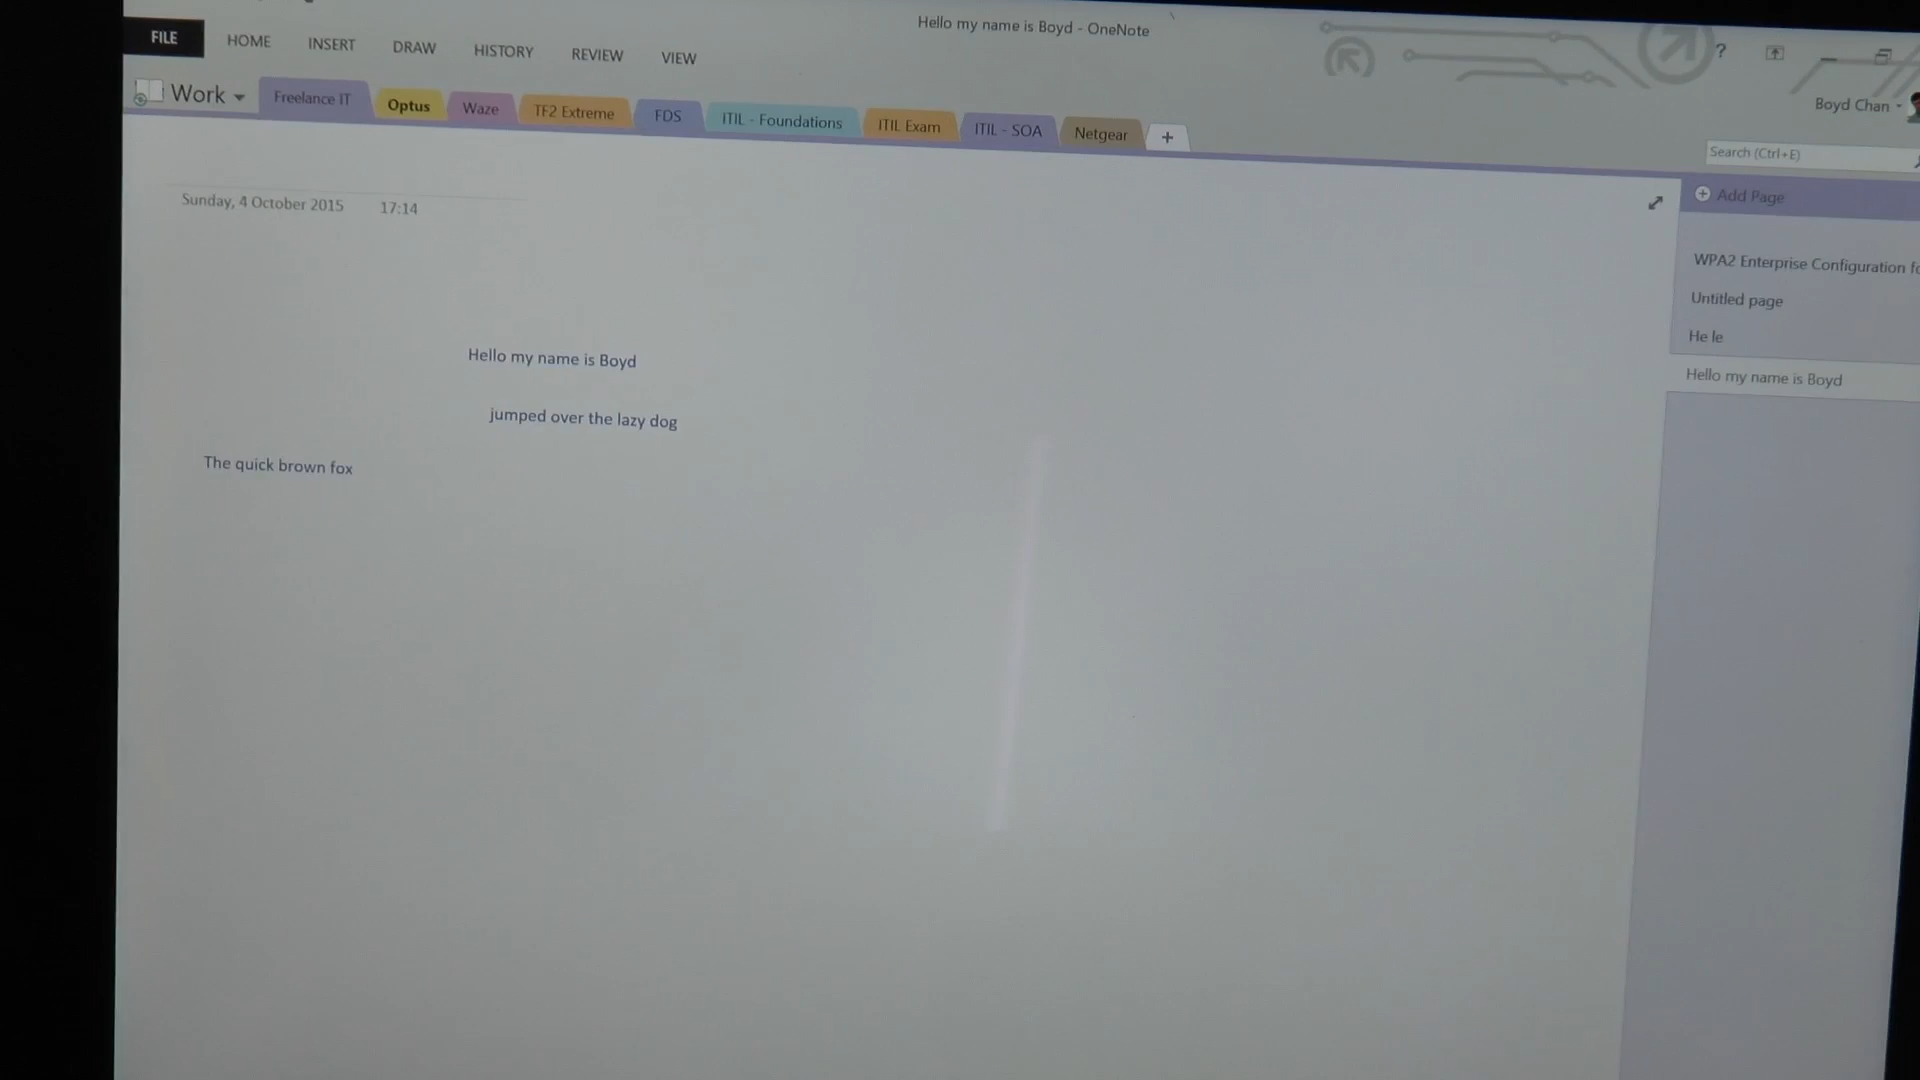 Hello my name is Boyd - OneNote
FILE HOME INSERT DRAW HISTORY REVIEW VIEW
?
Boyd Chan
Work
Freelance IT
Optus
Waze
TF2 Extreme
FDS
ITIL - Foundations
ITIL Exam
ITIL - SOA
Netgear
+
Search (Ctrl+E)
Sunday, 4 October 2015 17:14
Hello my name is Boyd
jumped over the lazy dog
The quick brown fox
Add Page
WPA2 Enterprise Configuration
Untitled page
He le
Hello my name is Boyd